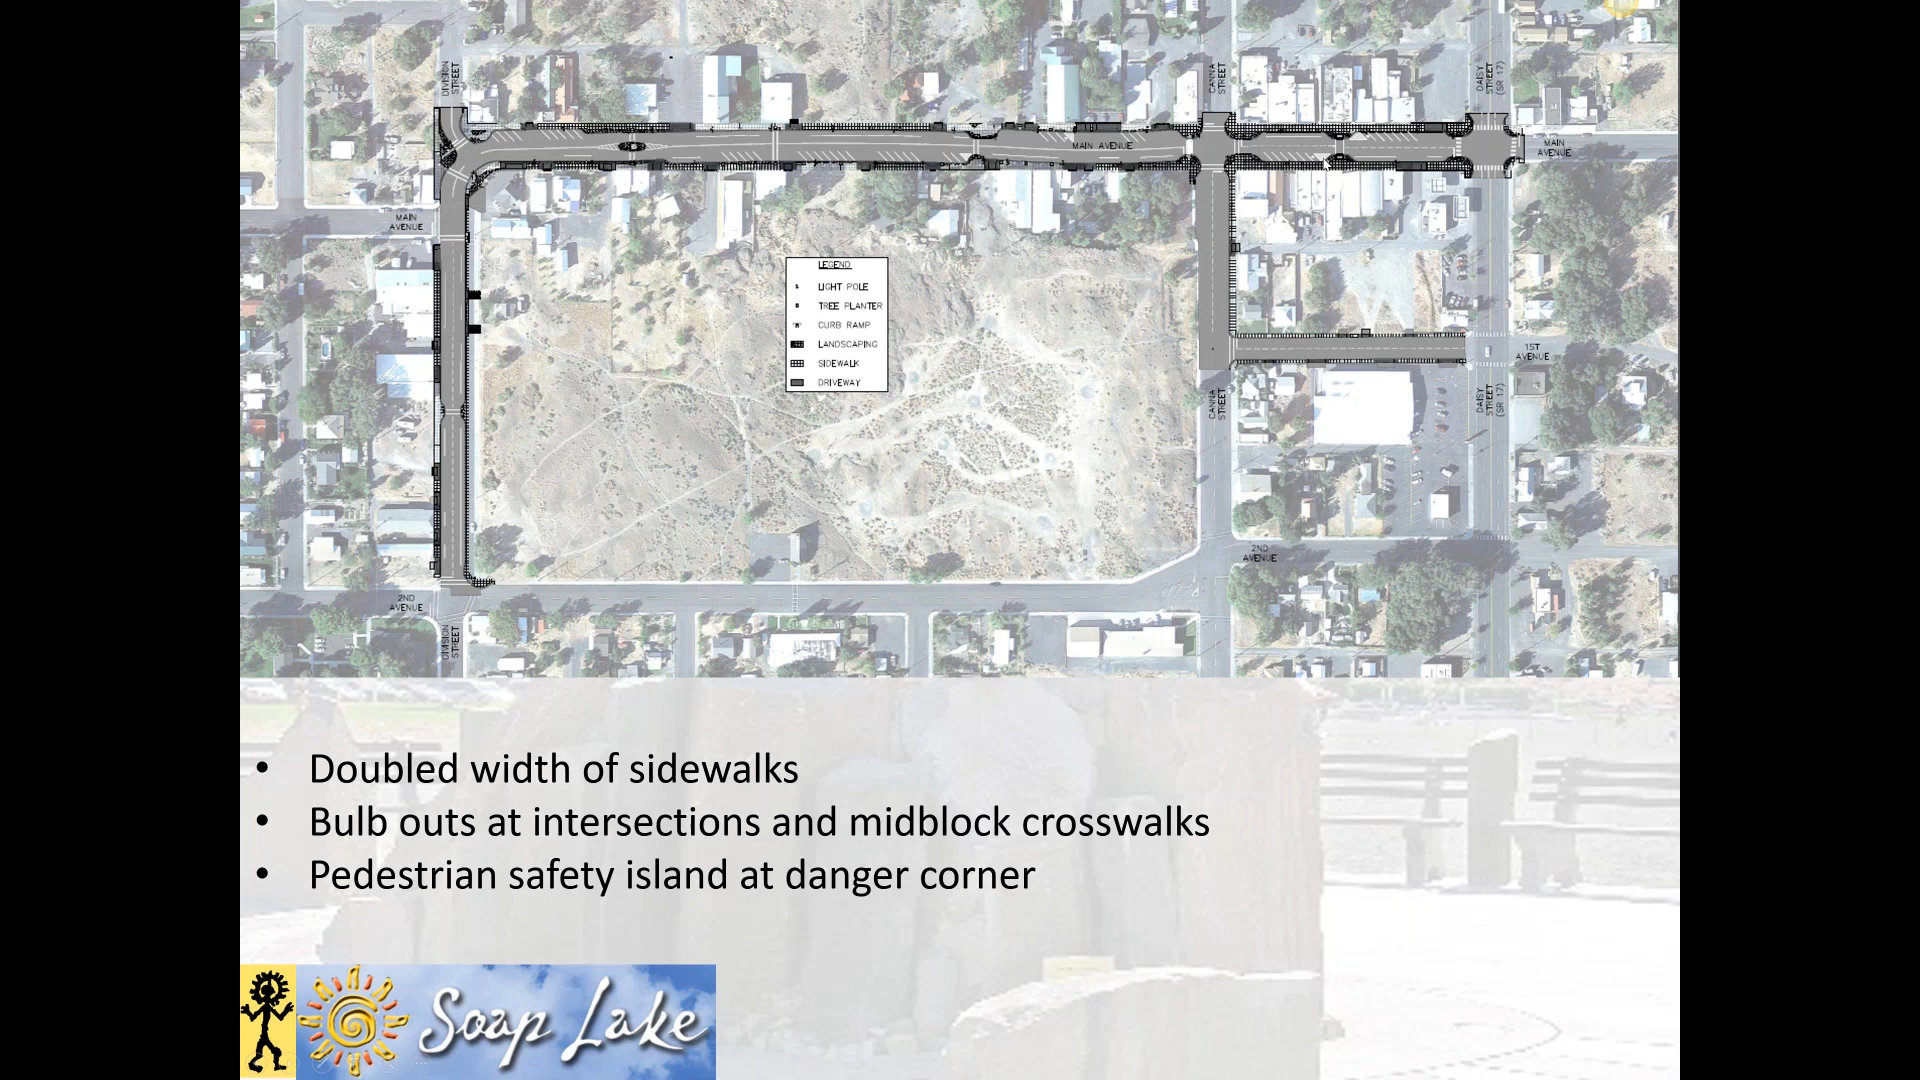 DIVISION
STREET
CANNA
STREET
DAISY
STREET
(SR 17)
MAIN AVENUE
MAIN
AVENUE
MAIN
AVENUE
LEGEND
LIGHT POLE
TREE PLANTER
CURB RAMP
LANDSCAPING
SIDEWALK
DRIVEWAY
1ST
AVENUE
CANNA
STREET
DAISY
STREET
(SR 17)
2ND
AVENUE
2ND
AVENUE
DIVISION
STREET
• Doubled width of sidewalks
• Bulb outs at intersections and midblock crosswalks
• Pedestrian safety island at danger corner
Soap Lake